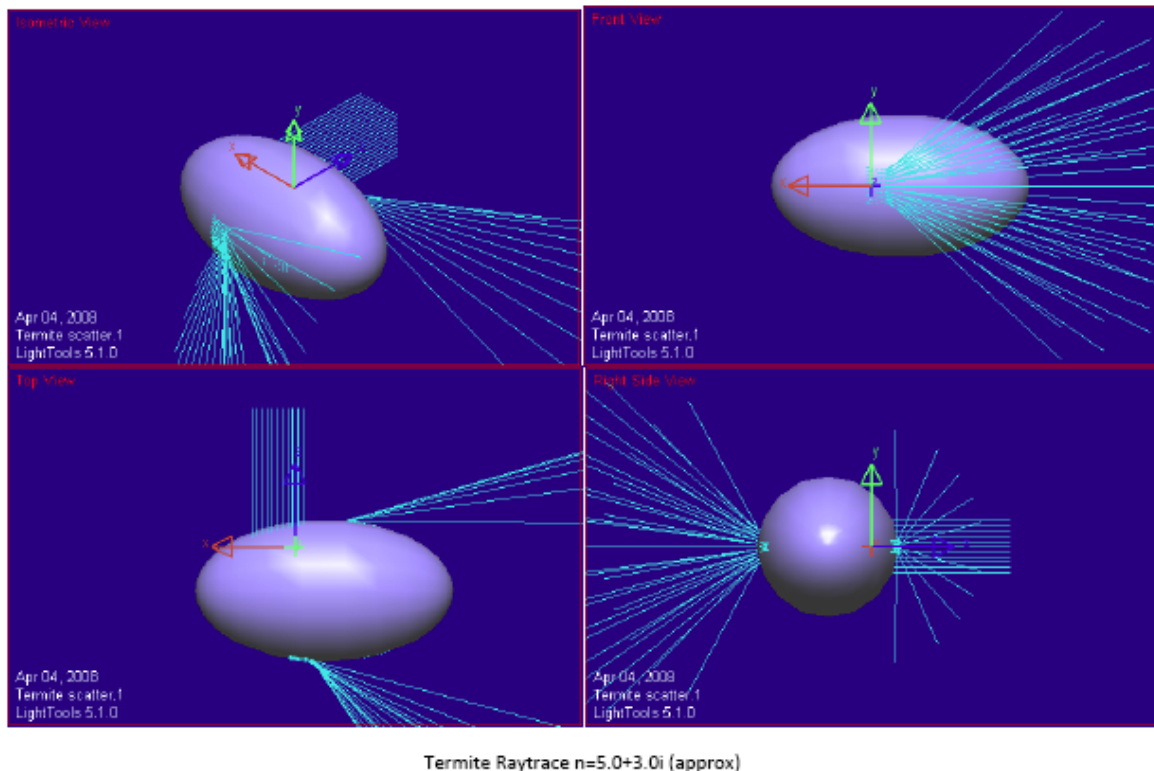 Isometric View
Front View
y
x
y
x
z
Apr 04, 2008
Termite scatter.1
LightTools 5.1.0
Apr 04, 2008
Termite scatter.1
LightTools 5.1.0
Top View
Right Side View
x
y
Apr 04, 2008
Termite scatter.1
LightTools 5.1.0
Apr 04, 2008
Termite scatter.1
LightTools 5.1.0
Termite Raytrace n=5.0+3.0i (approx)